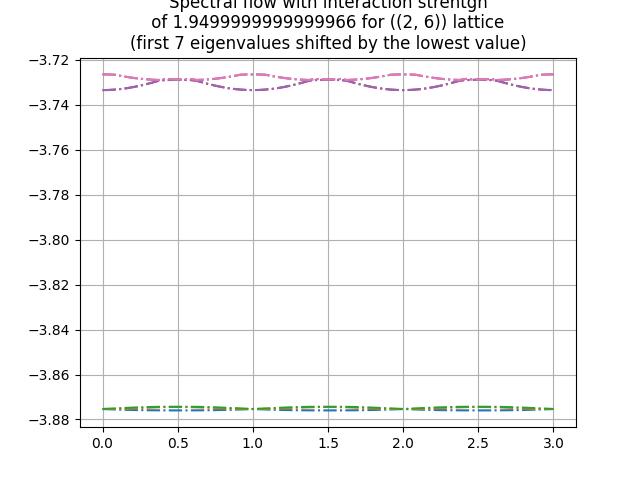 Spectral flow with interaction strength
of 1.9499999999999966 for ((2, 6)) lattice
(first 7 eigenvalues shifted by the lowest value)
−3.72
−3.74
−3.76
−3.78
−3.80
−3.82
−3.84
−3.86
−3.88
0.0 0.5 1.0 1.5 2.0 2.5 3.0